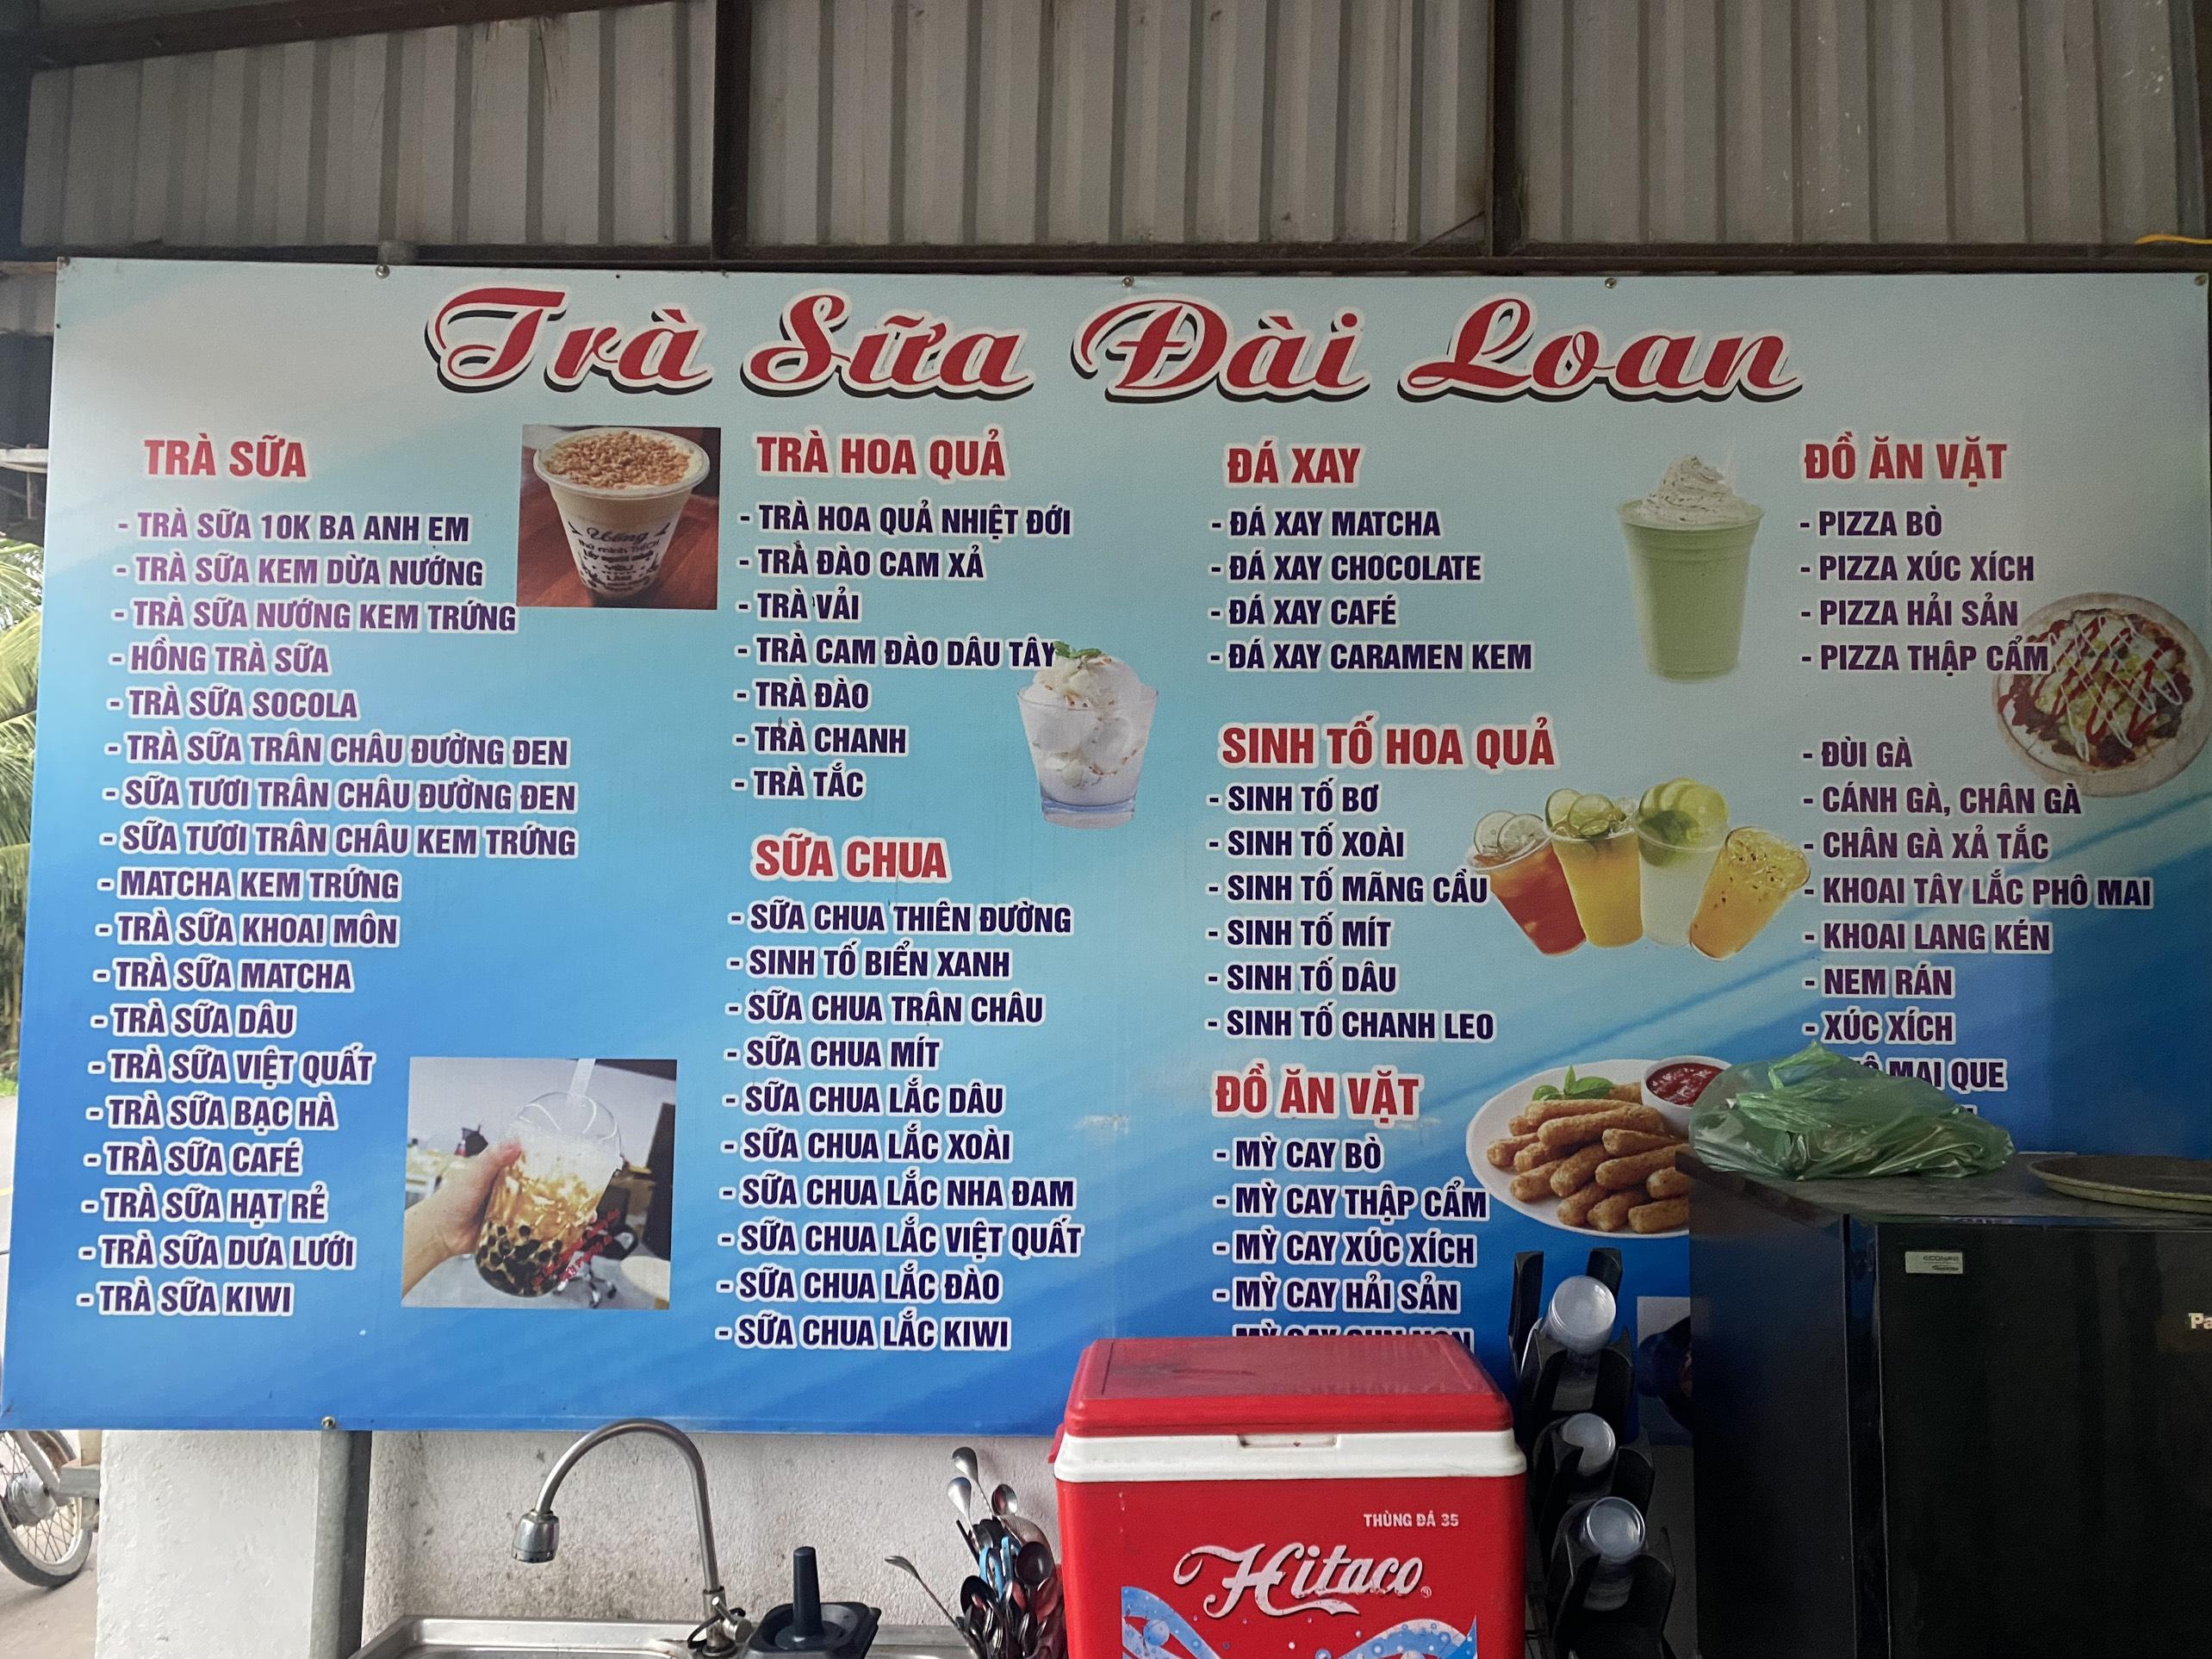 Trà Sữa Đài Loan
TRÀ SỮA
- TRÀ SỮA 10K BA ANH EM
- TRÀ SỮA KEM DỪA NƯỚNG
- TRÀ SỮA NƯỚNG KEM TRỨNG
- HỒNG TRÀ SỮA
- TRÀ SỮA SOCOLA
- TRÀ SỮA TRÂN CHÂU ĐƯỜNG ĐEN
- SỮA TƯƠI TRÂN CHÂU ĐƯỜNG ĐEN
- SỮA TƯƠI TRÂN CHÂU KEM TRỨNG
- MATCHA KEM TRỨNG
- TRÀ SỮA KHOAI MÔN
- TRÀ SỮA MATCHA
- TRÀ SỮA DÂU
- TRÀ SỮA VIỆT QUẤT
- TRÀ SỮA BẠC HÀ
- TRÀ SỮA CAFÉ
- TRÀ SỮA HẠT RẺ
- TRÀ SỮA DƯA LƯỚI
- TRÀ SỮA KIWI
Uống
TRÀ HOA QUẢ
- TRÀ HOA QUẢ NHIỆT ĐỚI
- TRÀ ĐÀO CAM XẢ
- TRÀ VẢI
- TRÀ CAM ĐÀO DÂU TÂY
- TRÀ ĐÀO
- TRÀ CHANH
- TRÀ TẮC
SỮA CHUA
- SỮA CHUA THIÊN ĐƯỜNG
- SINH TỐ BIỂN XANH
- SỮA CHUA TRÂN CHÂU
- SỮA CHUA MÍT
- SỮA CHUA LẮC DÂU
- SỮA CHUA LẮC XOÀI
- SỮA CHUA LẮC NHA ĐAM
- SỮA CHUA LẮC VIỆT QUẤT
- SỮA CHUA LẮC ĐÀO
- SỮA CHUA LẮC KIWI
ĐÁ XAY
- ĐÁ XAY MATCHA
- ĐÁ XAY CHOCOLATE
- ĐÁ XAY CAFÉ
- ĐÁ XAY CARAMEN KEM
SINH TỐ HOA QUẢ
- SINH TỐ BƠ
- SINH TỐ XOÀI
- SINH TỐ MÃNG CẦU
- SINH TỐ MÍT
- SINH TỐ DÂU
- SINH TỐ CHANH LEO
ĐỒ ĂN VẶT
- MỲ CAY BÒ
- MỲ CAY THẬP CẨM
- MỲ CAY XÚC XÍCH
- MỲ CAY HẢI SẢN
MỲ CAY
ĐỒ ĂN VẶT
- PIZZA BÒ
- PIZZA XÚC XÍCH
- PIZZA HẢI SẢN
- PIZZA THẬP CẨM
- ĐÙI GÀ
- CÁNH GÀ, CHÂN GÀ
- CHÂN GÀ XẢ TẮC
- KHOAI TÂY LẮC PHÔ MAI
- KHOAI LANG KÉN
- NEM RÁN
- XÚC XÍCH
MAI QUE
THÙNG ĐÁ 35
Hitaco